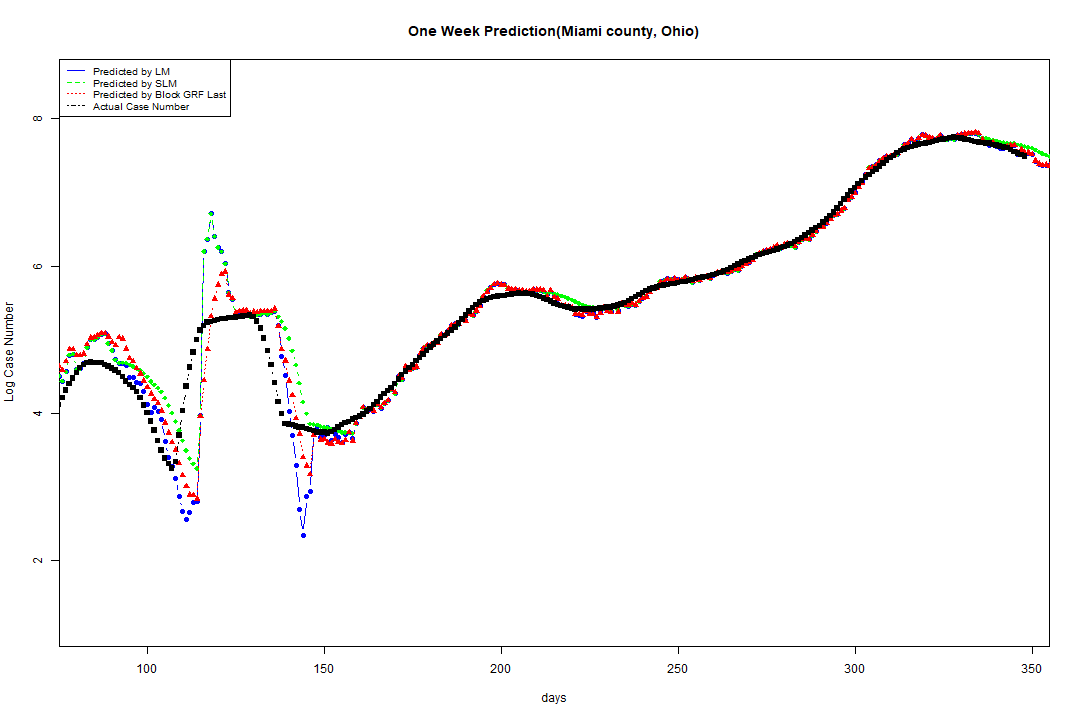 One Week Prediction(Miami county, Ohio)
Predicted by LM
Predicted by SLM
Predicted by Block GRF Last
Actual Case Number
8
6
4
2
Log Case Number
100 150 200 250 300 350
days